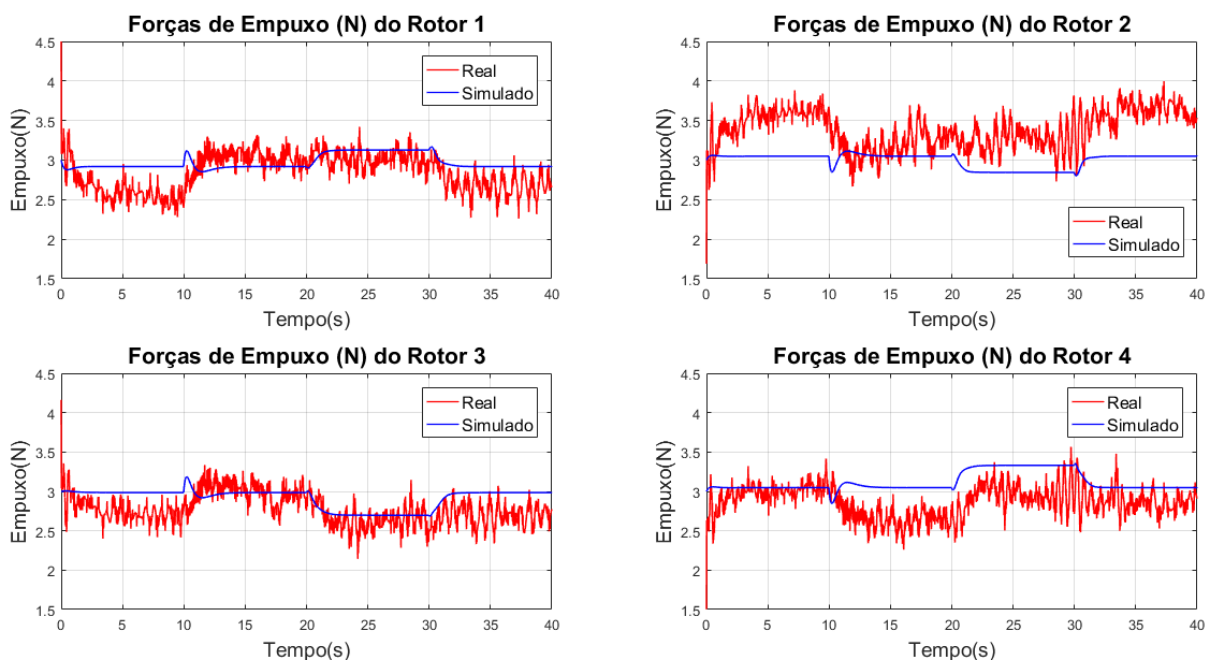 Forças de Empuxo (N) do Rotor 1
4.5
4
3.5
3
2.5
2
1.5
Empuxo(N)
Real
Simulado
0 5 10 15 20 25 30 35 40
Tempo(s)
Forças de Empuxo (N) do Rotor 2
4.5
4
3.5
3
2.5
2
1.5
Empuxo(N)
Real
Simulado
0 5 10 15 20 25 30 35 40
Tempo(s)
Forças de Empuxo (N) do Rotor 3
4.5
4
3.5
3
2.5
2
1.5
Empuxo(N)
Real
Simulado
0 5 10 15 20 25 30 35 40
Tempo(s)
Forças de Empuxo (N) do Rotor 4
4.5
4
3.5
3
2.5
2
1.5
Empuxo(N)
Real
Simulado
0 5 10 15 20 25 30 35 40
Tempo(s)